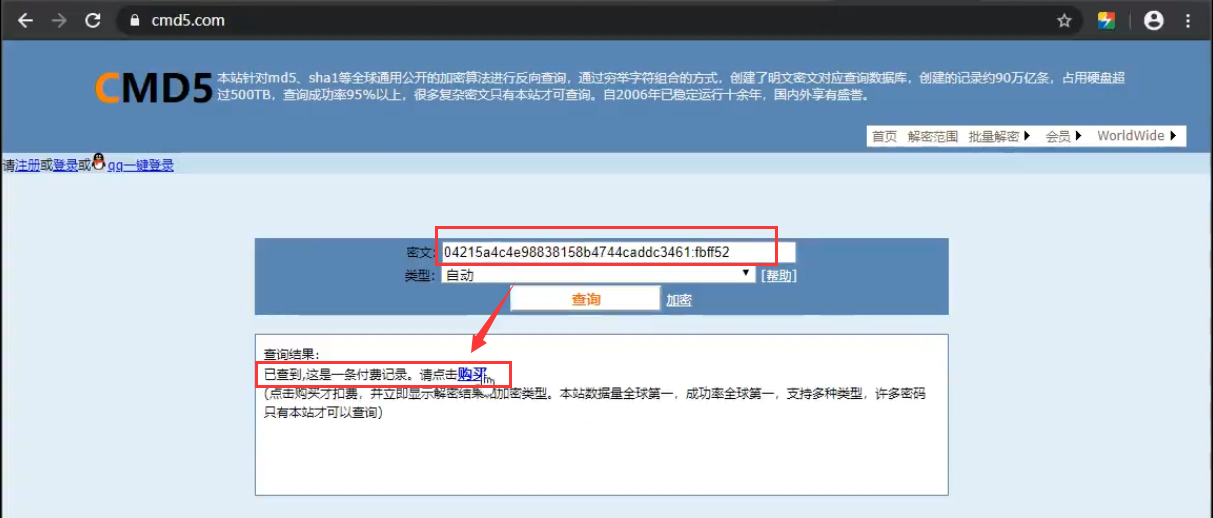 cmd5.com
CMD5
本站针对md5、sha1等全球通用公开的加密算法进行反向查询，通过穷举字符组合的方式，创建了明文密文对应查询数据库，创建的记录约90万亿条，占用硬盘超
过500TB，查询成功率95%以上，很多复杂密文只有本站才可查询。自2006年已稳定运行十余年，国内外享有盛誉。
首页 解密范围 批量解密 会员 WorldWide
请注册或登录或qq一键登录
密文: 04215a4c4e98838158b4744caddc3461:fbff52
类型: 自动 [帮助]
查询 加密
查询结果:
已查到,这是一条付费记录。请点击购买
(点击购买才扣费，并立即显示解密结果和加密类型。本站数据量全球第一，成功率全球第一，支持多种类型，许多密码
只有本站才可以查询)